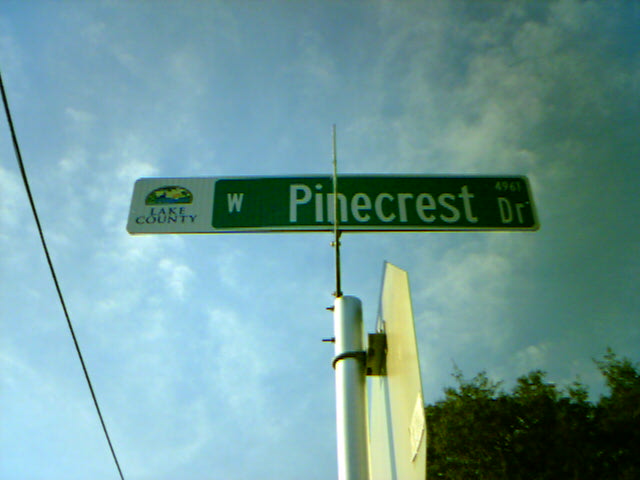 LAKE
COUNTY
W Pinecrest Dr
4961